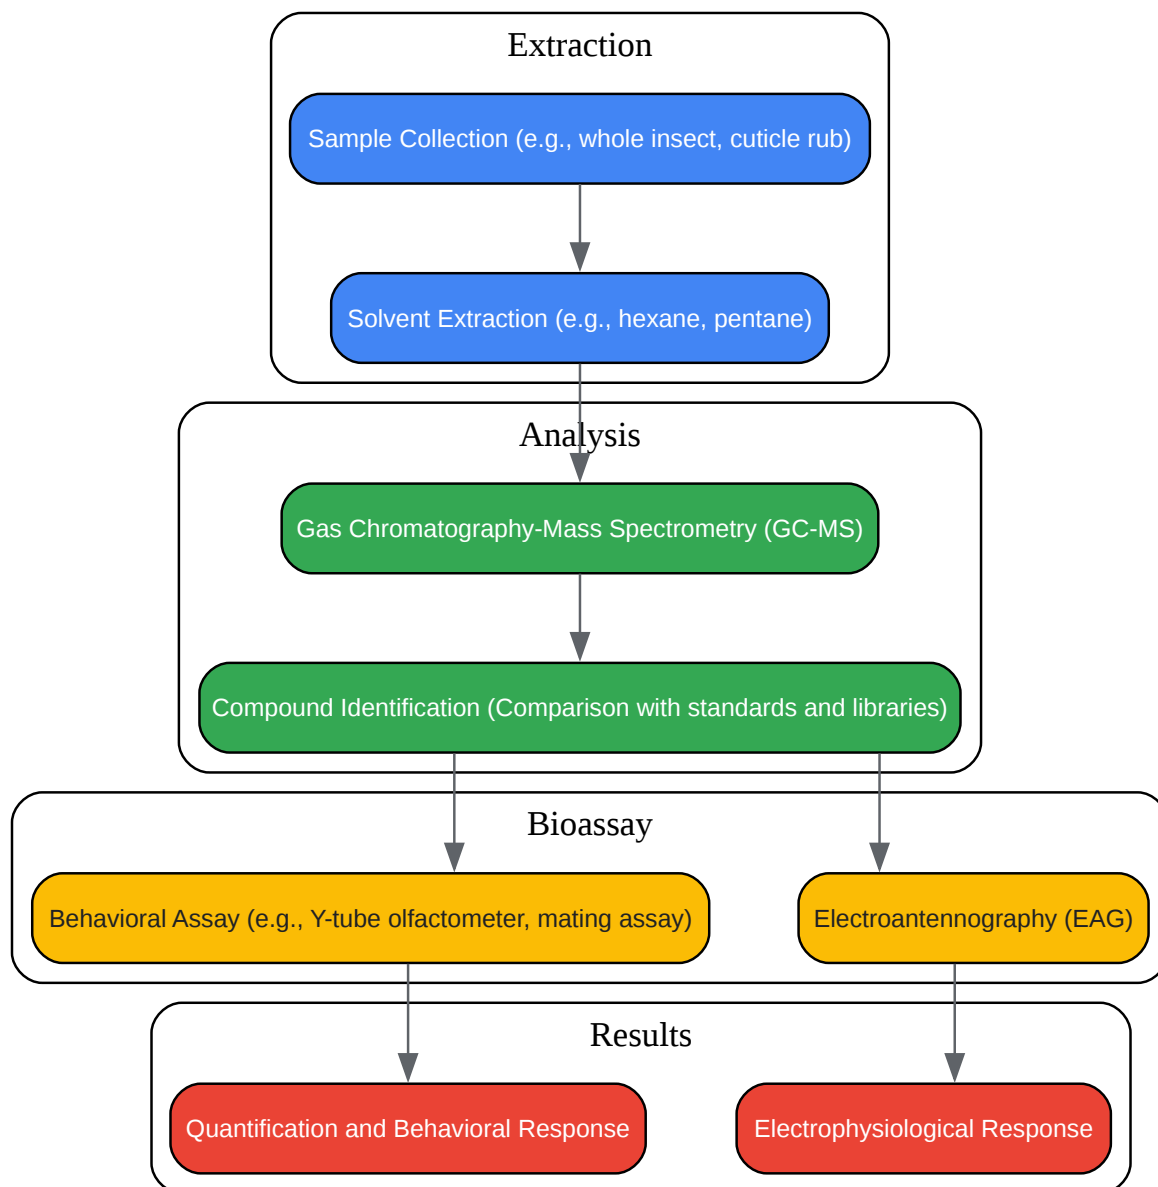 Extraction
Sample Collection (e.g., whole insect, cuticle rub)
Solvent Extraction (e.g., hexane, pentane)
Analysis
Gas Chromatography-Mass Spectrometry (GC-MS)
Compound Identification (Comparison with standards and libraries)
Bioassay
Behavioral Assay (e.g., Y-tube olfactometer, mating assay)
Electroantennography (EAG)
Results
Quantification and Behavioral Response
Electrophysiological Response